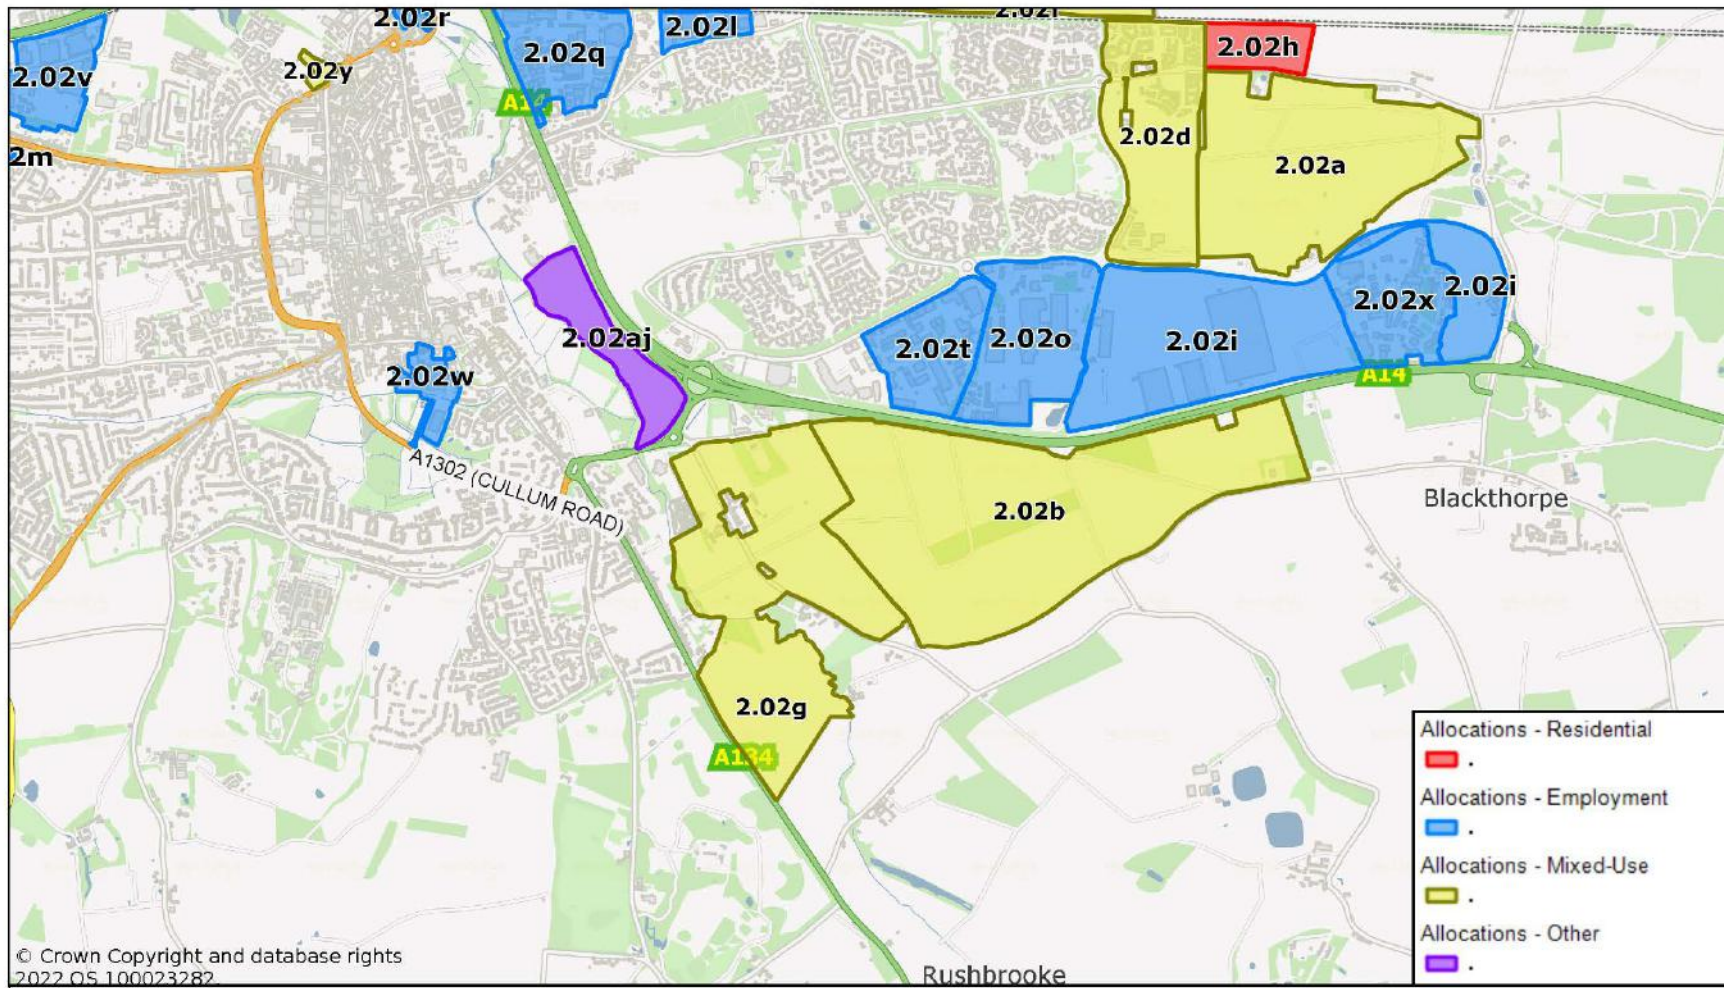 2.02r
2.02q
2.02l
2.02h
2.02v
2.02y
A14
2.02d
2m
2.02a
2.02x
2.02i
2.02aj
2.02t
2.02o
2.02i
2.02w
A14
A1302 (CULLUM ROAD)
Blackthorpe
2.02b
2.02g
A134
Allocations - Residential
.
Allocations - Employment
.
Allocations - Mixed-Use
.
Allocations - Other
.
© Crown Copyright and database rights
2022 OS 100023282.
Rushbrooke